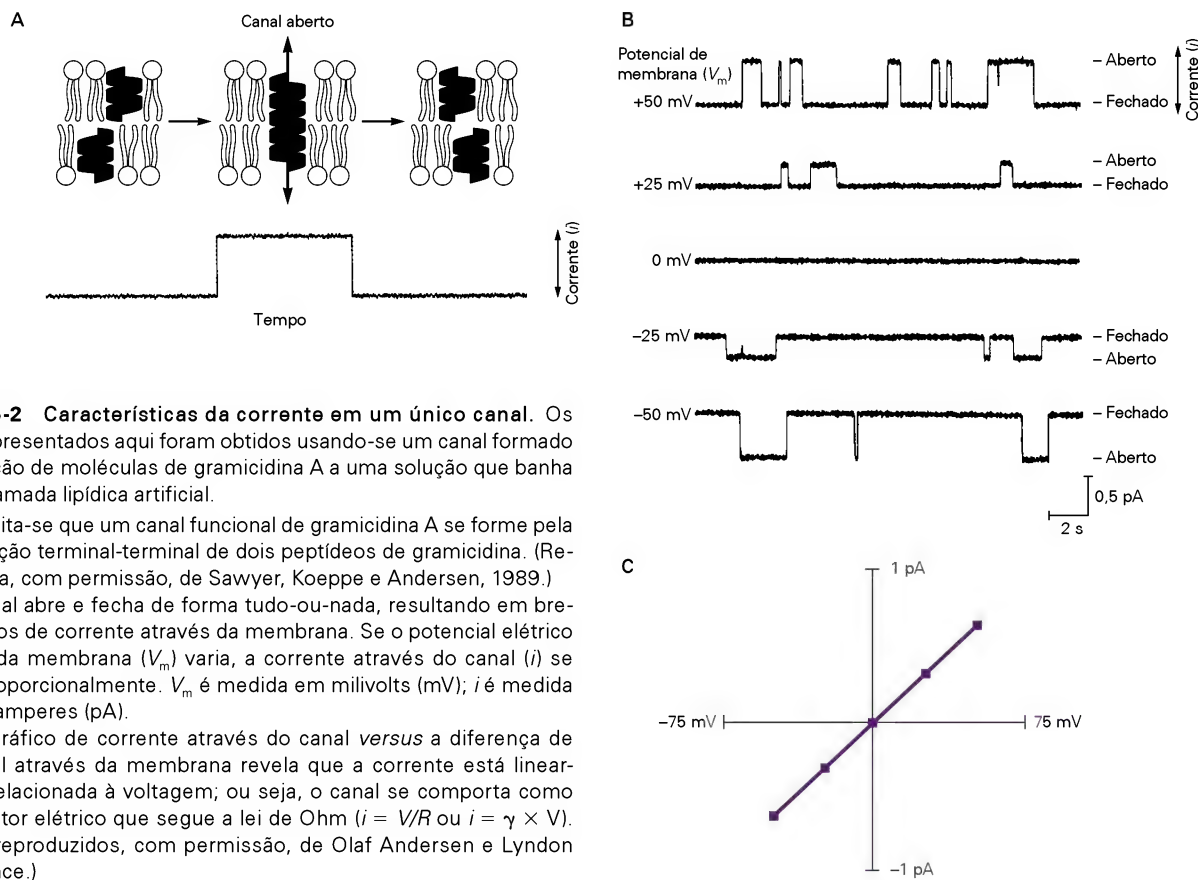 A
Canal aberto
Corrente (i)
Tempo
B
Potencial de
membrana (Vm)
+50 mV
– Aberto
– Fechado
Corrente (i)
+25 mV
– Aberto
– Fechado
0 mV
–25 mV
– Fechado
– Aberto
–50 mV
– Fechado
– Aberto
0,5 pA
2 s
C
1 pA
–75 mV
75 mV
–1 pA
-2 Características da corrente em um único canal. Os
presentados aqui foram obtidos usando-se um canal formado
ção de moléculas de gramicidina A a uma solução que banha
amada lipídica artificial.
ita-se que um canal funcional de gramicidina A se forme pela
ção terminal-terminal de dois peptídeos de gramicidina. (Re-
a, com permissão, de Sawyer, Koeppe e Andersen, 1989.)
al abre e fecha de forma tudo-ou-nada, resultando em bre-
os de corrente através da membrana. Se o potencial elétrico
da membrana (Vm) varia, a corrente através do canal (i) se
oporcionalmente. Vm é medida em milivolts (mV); i é medida
amperes (pA).
ráfico de corrente através do canal versus a diferença de
l através da membrana revela que a corrente está linear-
elacionada à voltagem; ou seja, o canal se comporta como
tor elétrico que segue a lei de Ohm (i = V/R ou i = γ × V).
reproduzidos, com permissão, de Olaf Andersen e Lyndon
ce.)